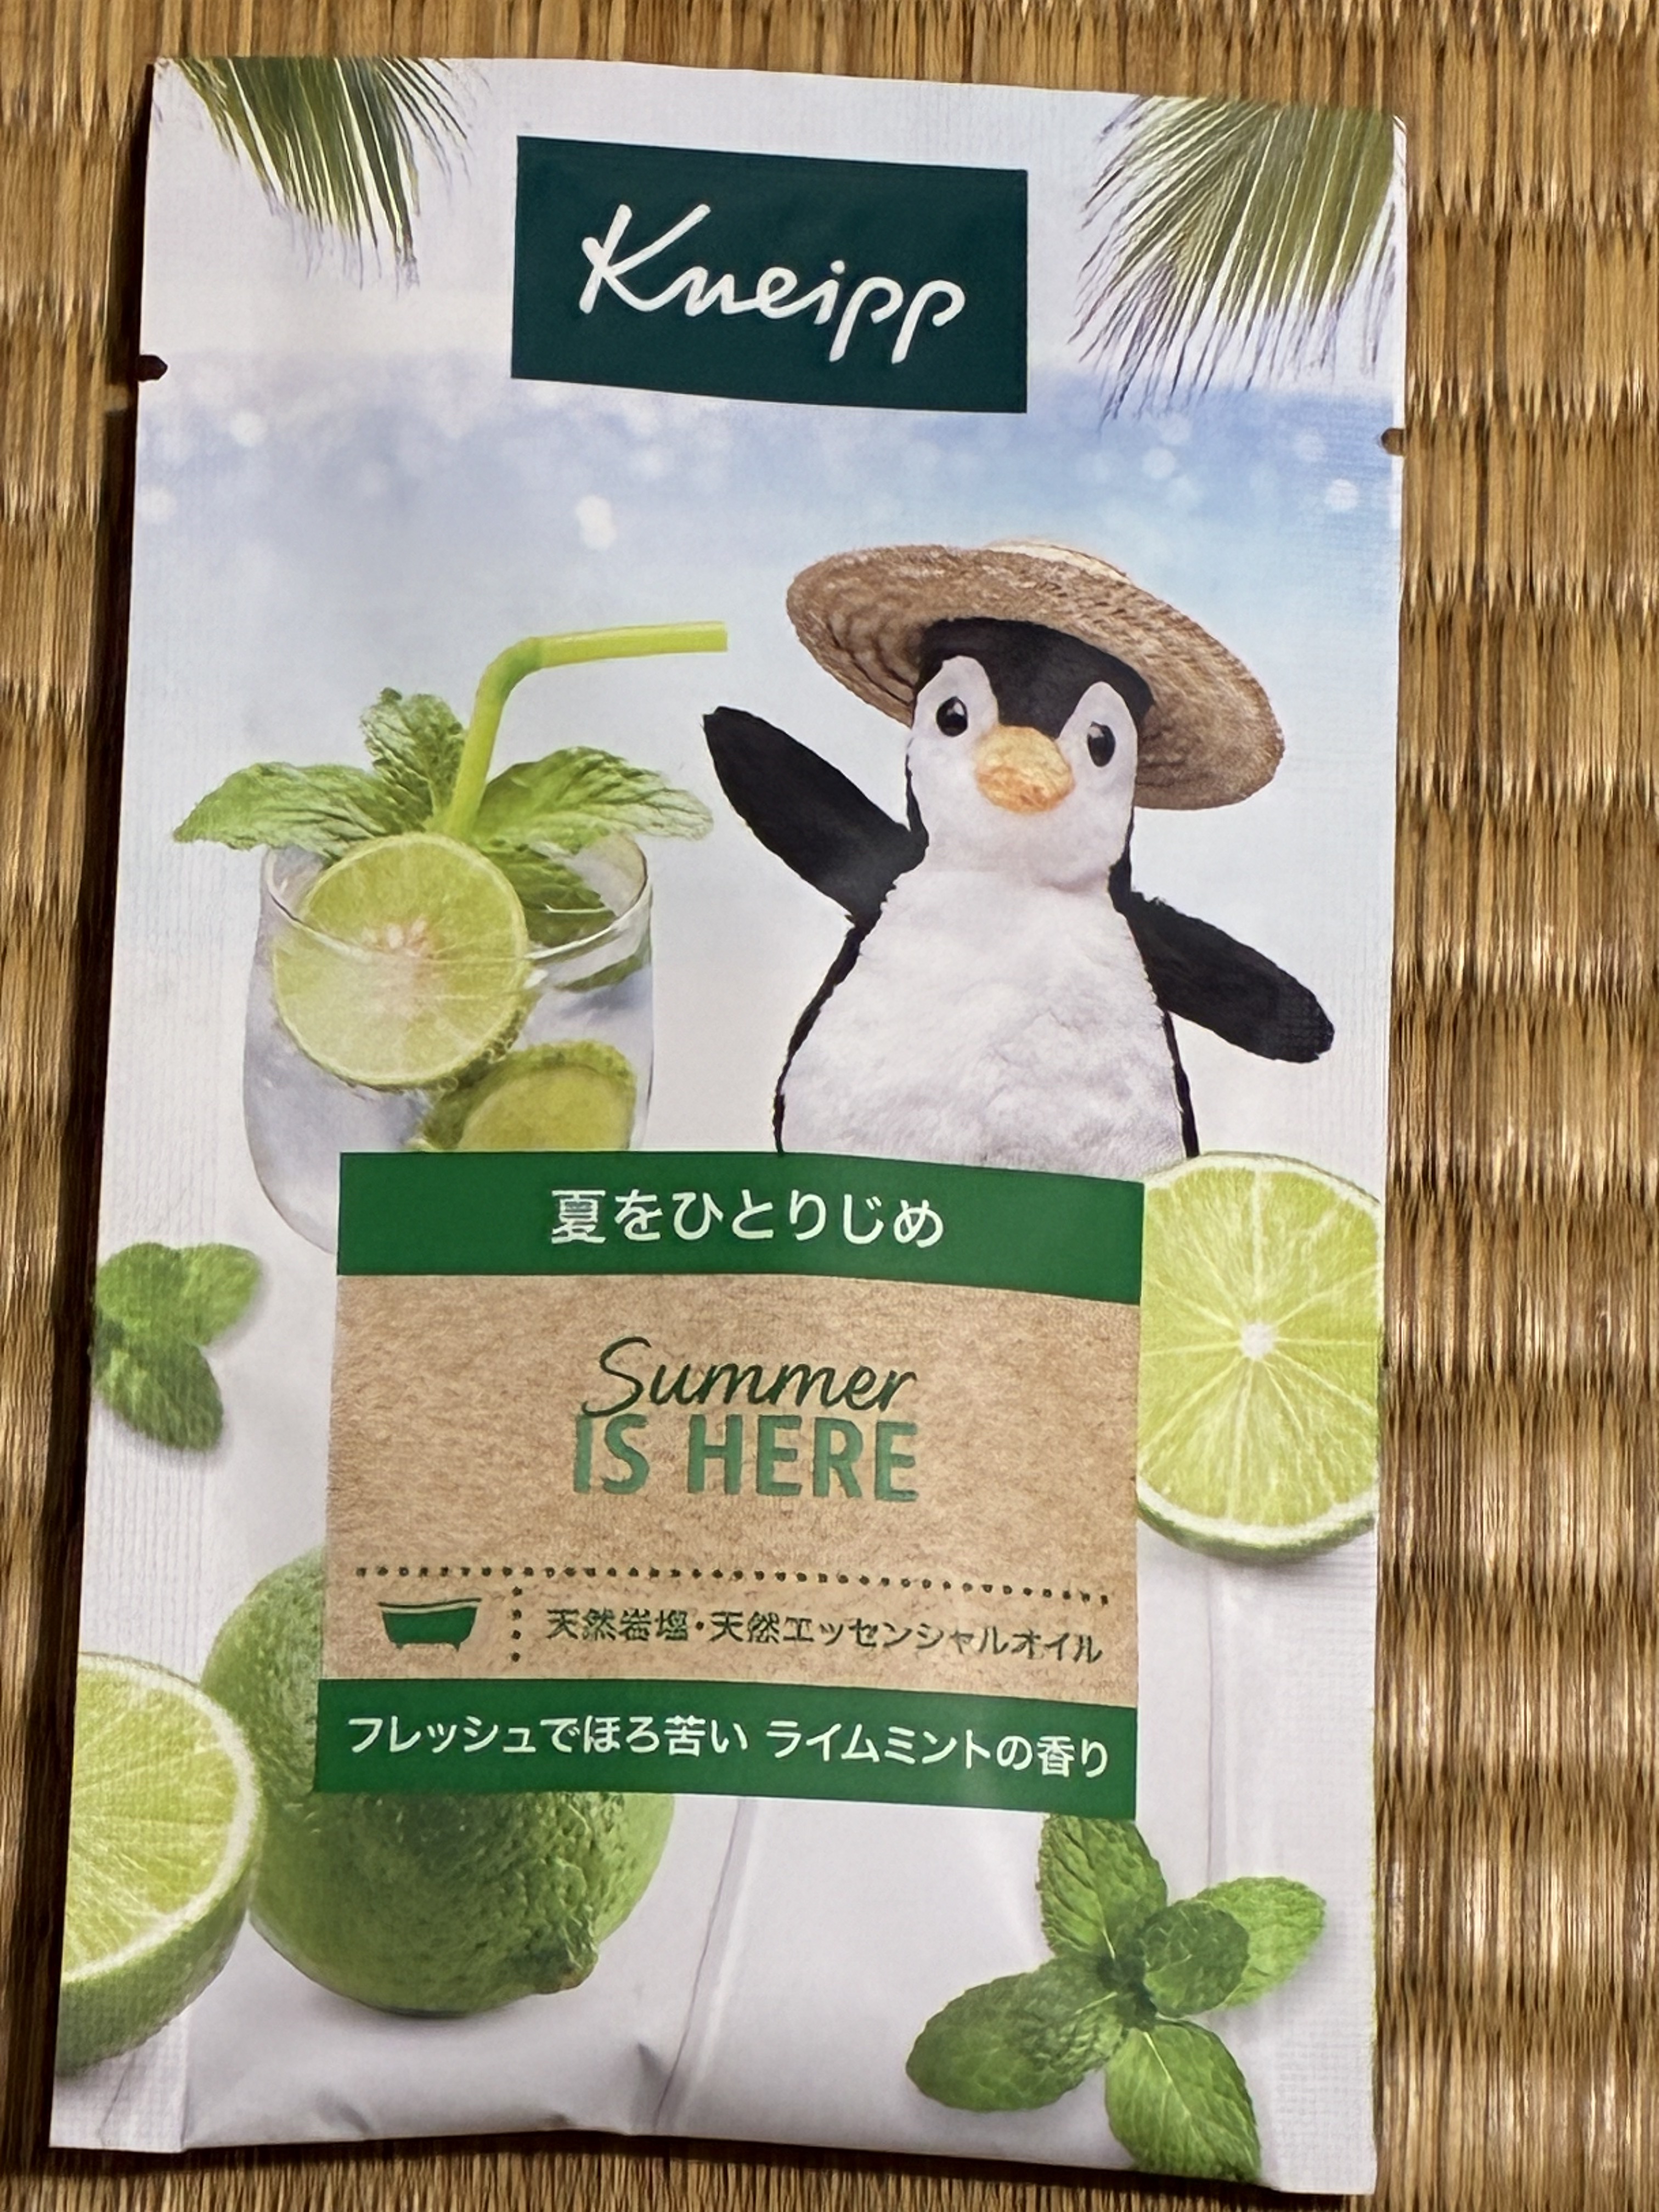 Kneipp
夏をひとりじめ
Summer
IS HERE
天然岩塩・天然エッセンシャルオイル
フレッシュでほろ苦い ライムミントの香り